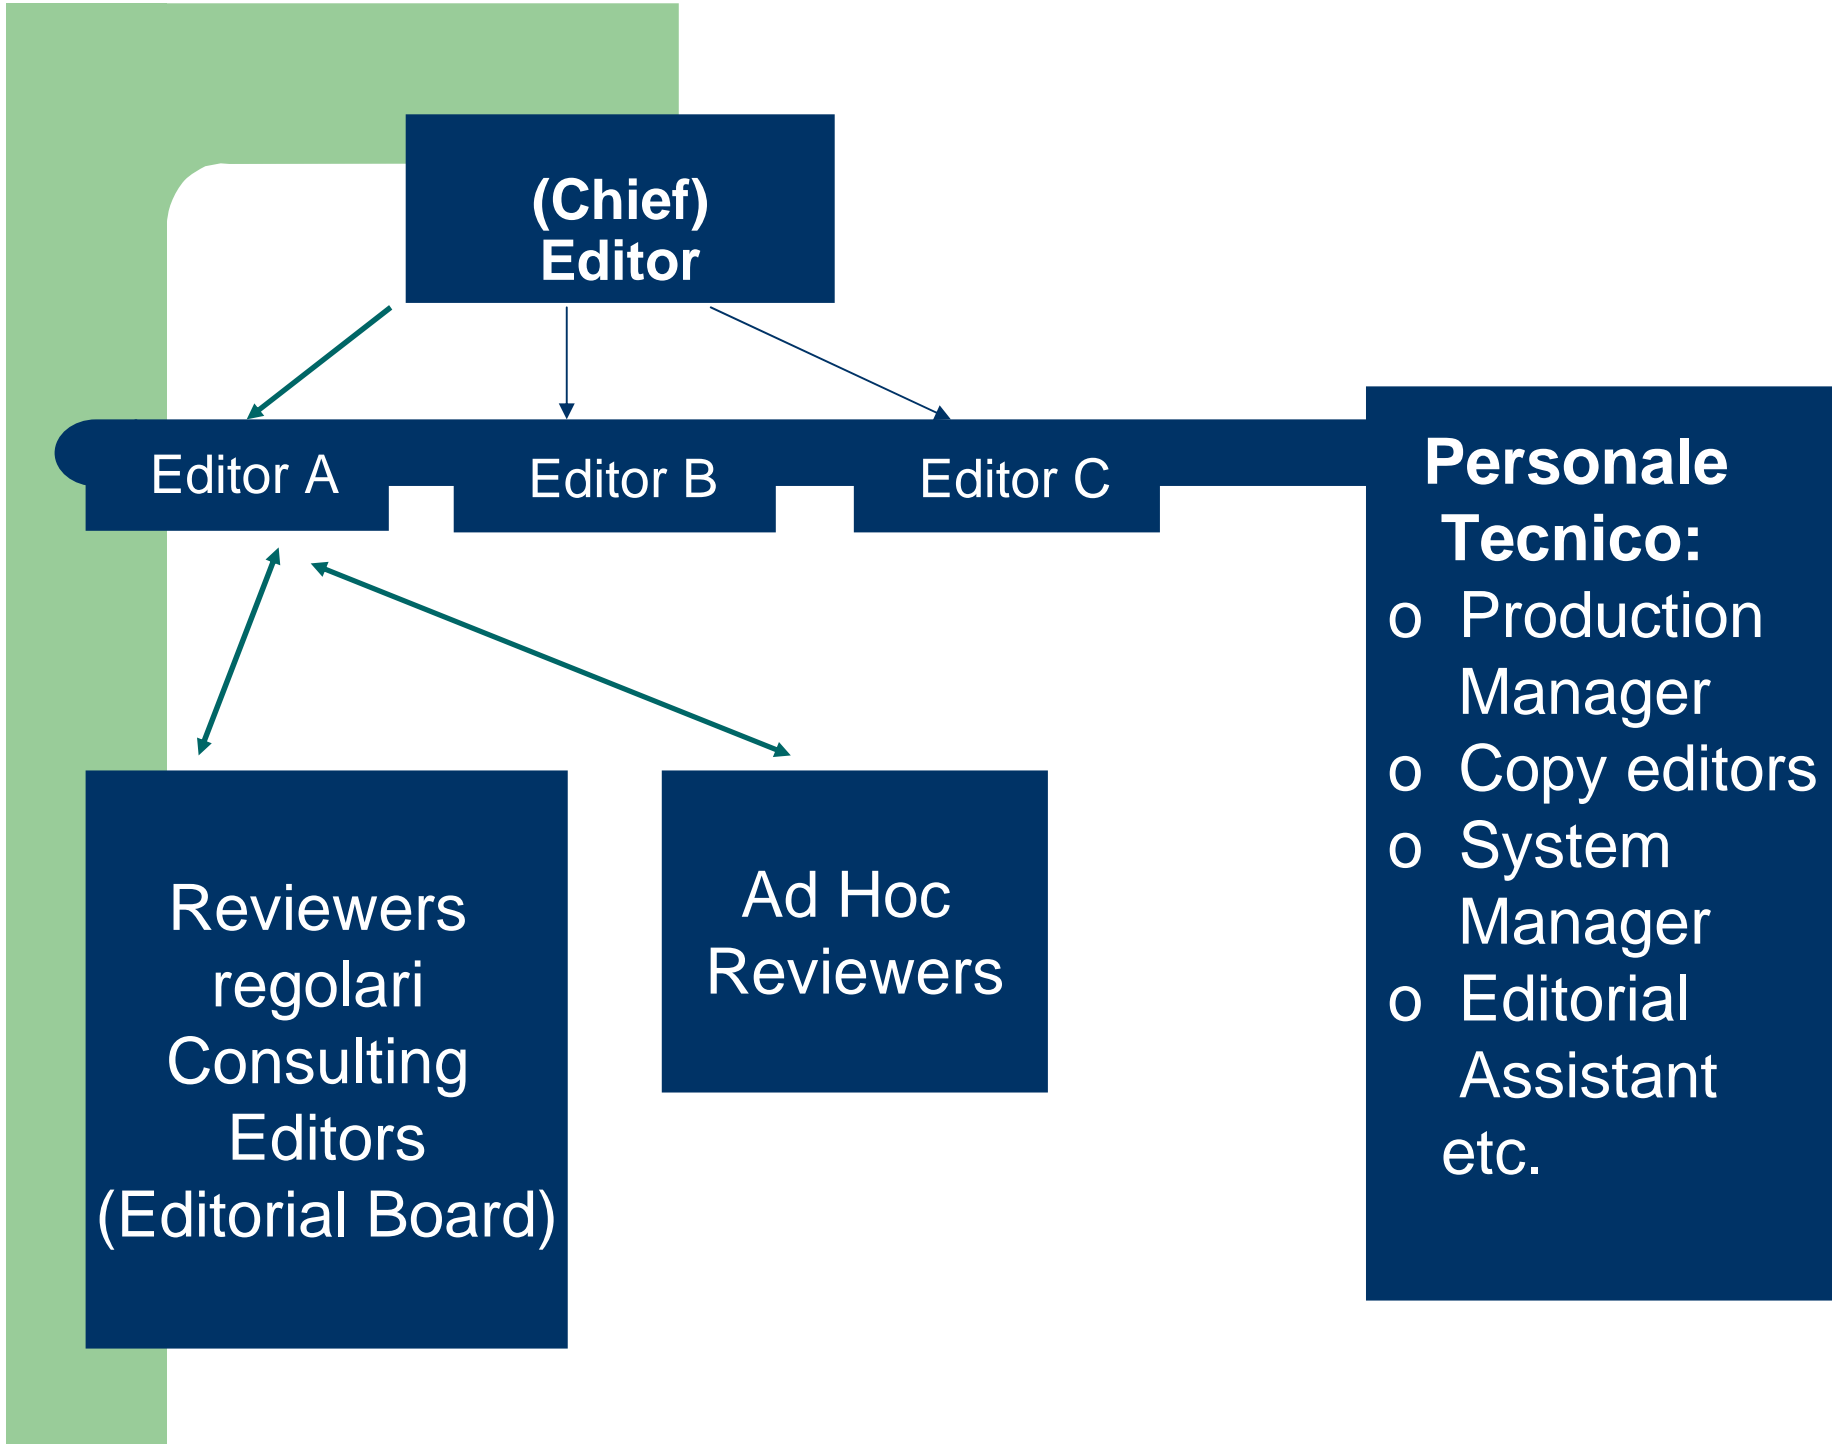 (Chief)
Editor
Editor A
Editor B
Editor C
Personale
Tecnico:
o Production
Manager
o Copy editors
o System
Manager
o Editorial
Assistant
etc.
Reviewers
regolari
Consulting
Editors
(Editorial Board)
Ad Hoc
Reviewers